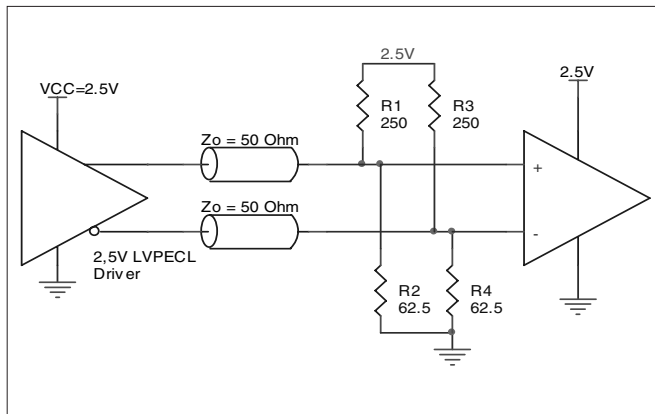 2.5V
VCC=2.5V
2.5V
R1
250
R3
250
Zo = 50 Ohm
+
Zo = 50 Ohm
-
2,5V LVPECL
Driver
R2
62.5
R4
62.5